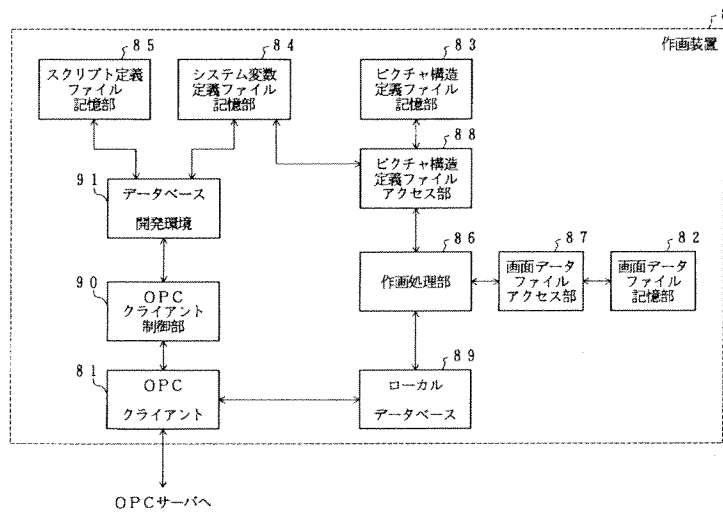 作画装置
85
スクリプト定義
ファイル
記憶部
84
システム変数
定義ファイル
記憶部
83
ピクチャ構造
定義ファイル
記憶部
88
ピクチャ構造
定義ファイル
アクセス部
91
データベース
開発環境
86
作画処理部
87
画面データ
ファイル
アクセス部
82
画面データ
ファイル
記憶部
90
OPC
クライアント
制御部
81
OPC
クライアント
89
ローカル
データベース
OPCサーバへ